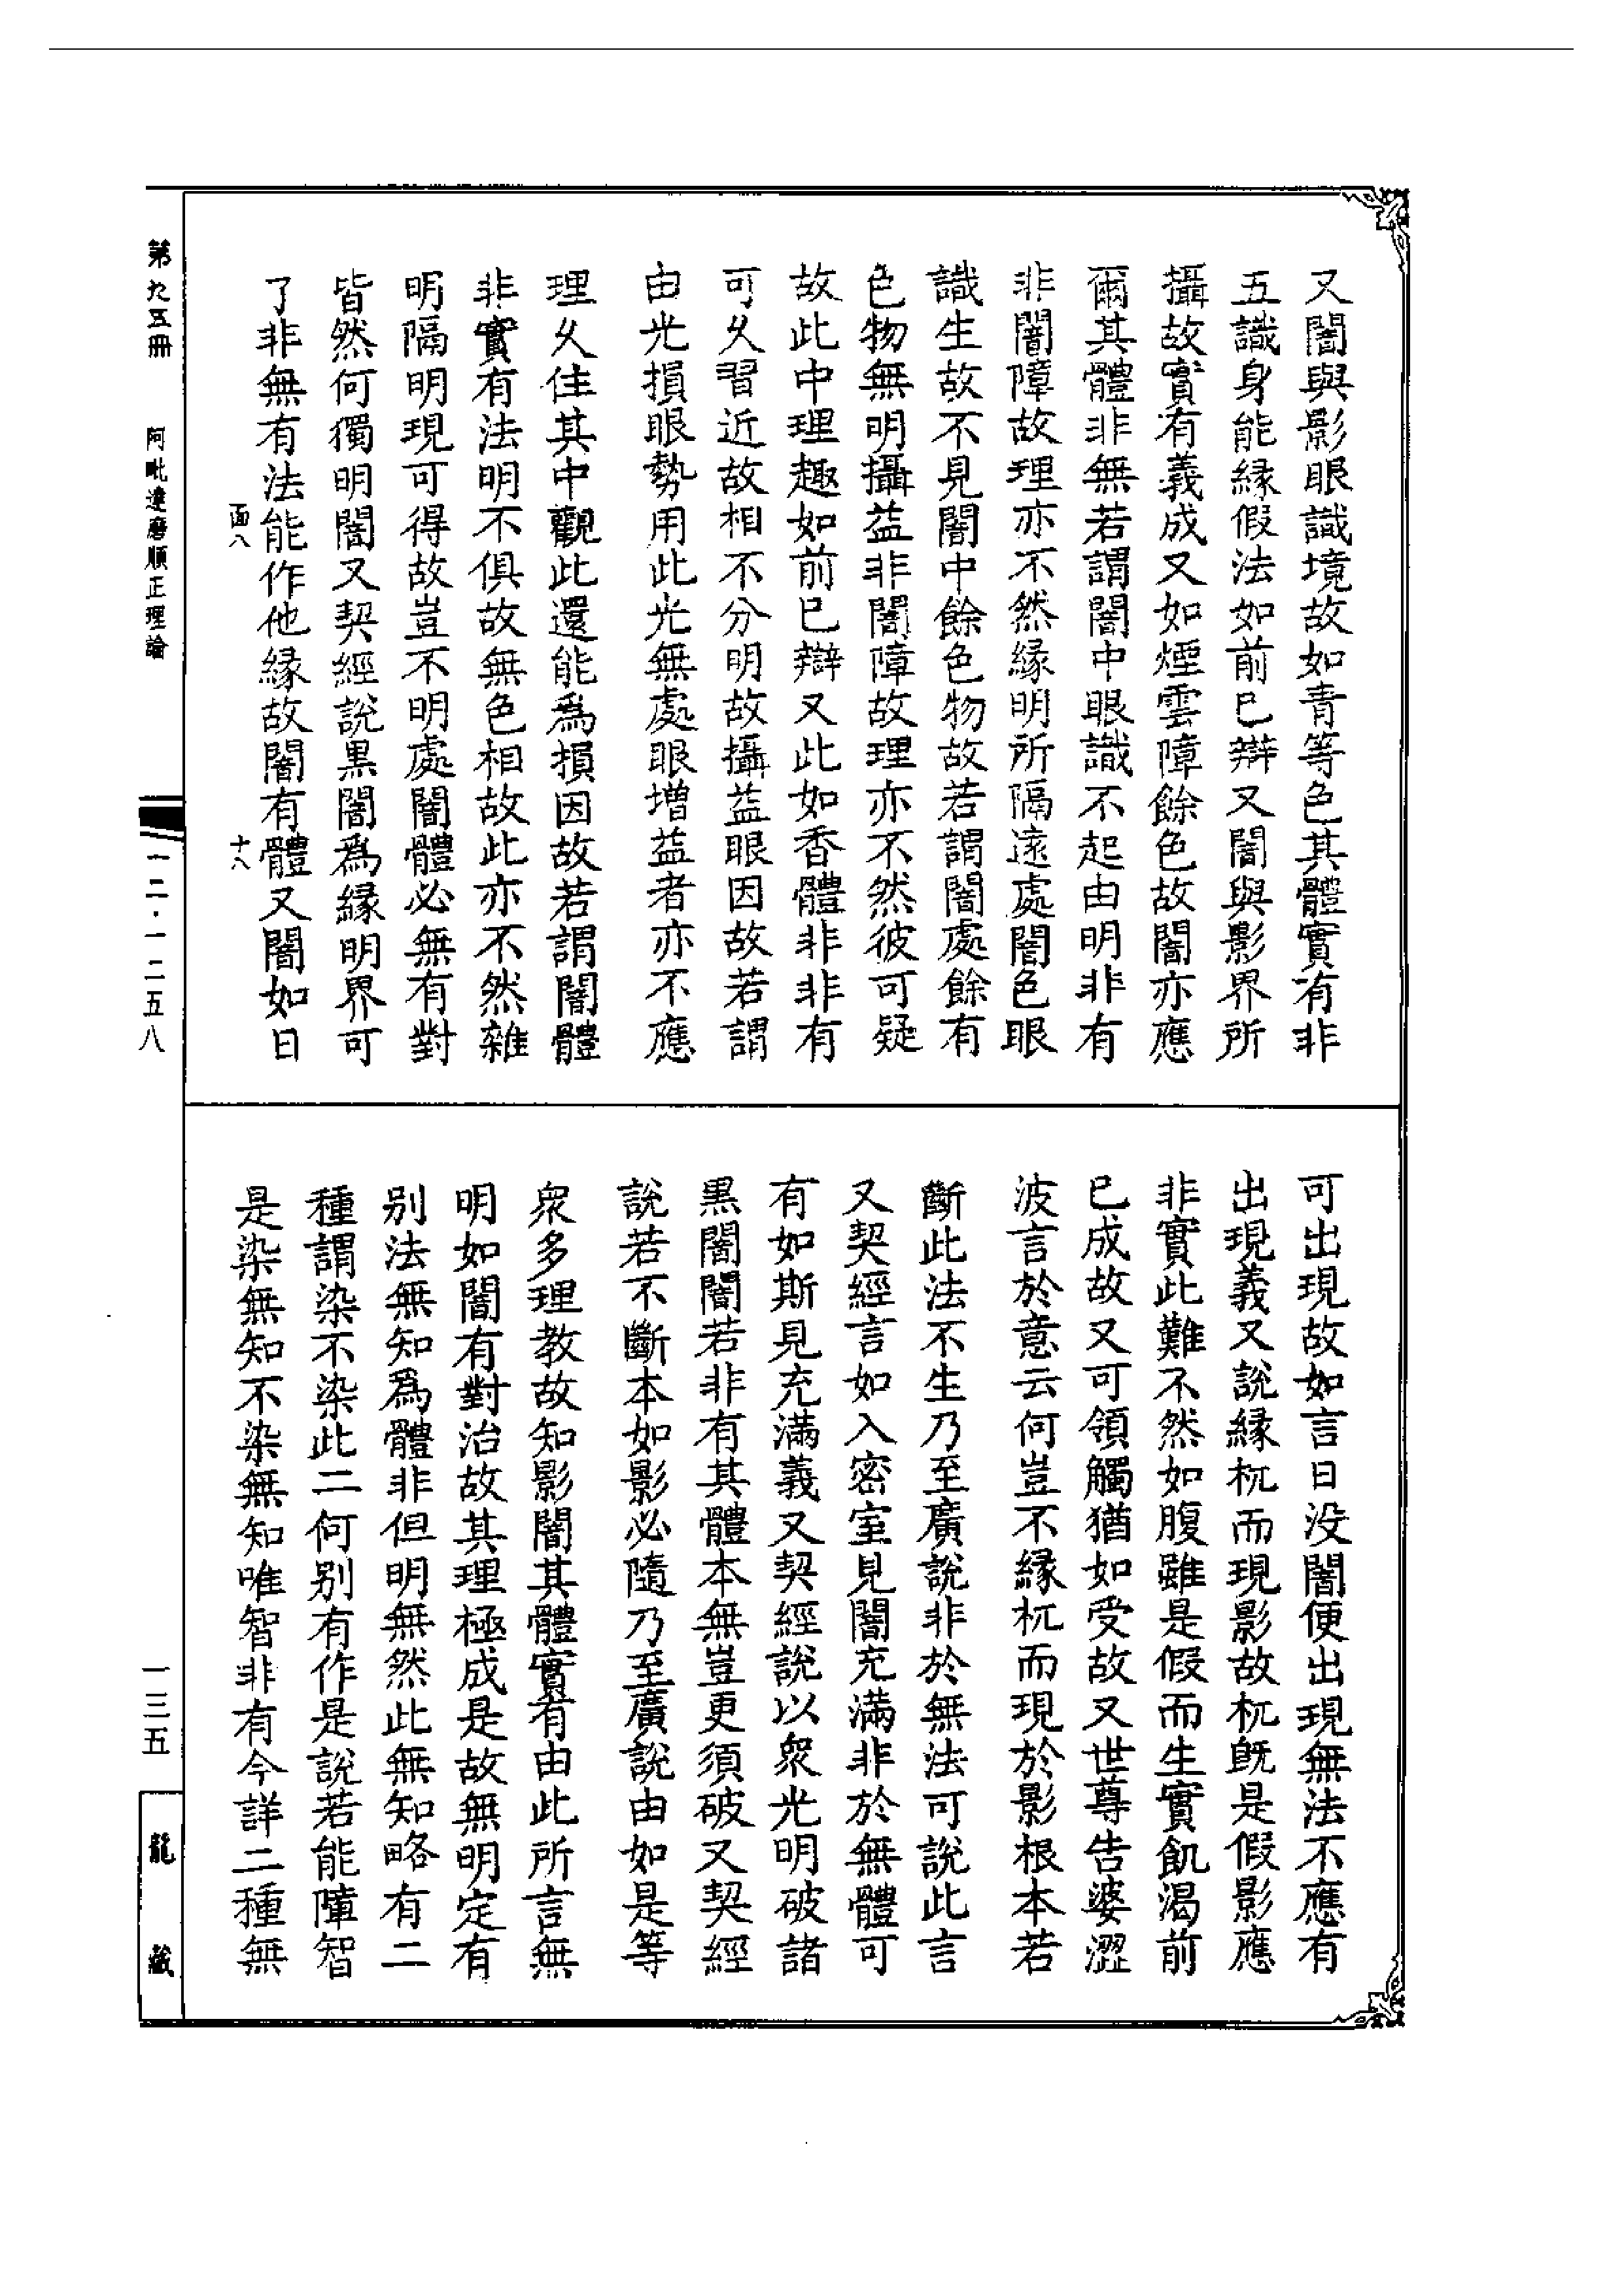 又闇與影眼識境故如青等色其體實有非
五識身能緣假法如前已辯又闇與影界所
攝故實有義成又如煙雲障餘色故闇亦應
爾其體非無若謂闇中眼識不起由明非有
非闇障故理亦不然緣明所隔遠處闇色眼
識生故不見闇中餘色物故若謂闇處餘有
色物無明攝益非闇障故理亦不然彼可疑
故此中理趣如前已辯又此如香體非非有
可久習近故相不分明故攝益眼因故若謂
由光損眼勢用此光無處眼增益者亦不應
理久住其中觀此還能爲損因故若謂闇體
非實有法明不俱故無色相故此亦不然雜
明隔明現可得故豈不明處闇體必無有對
皆然何獨明闇又契經說黑闇爲緣明界可
了非無有法能作他緣故闇有體又闇如日
面八
十八
可出現故如言日没闇便出現無法不應有
出現義又說緣杌而現影故杌旣是假影應
非實此難不然如腹雖是假而生實飢渴前
已成故又可領觸猶如受故又世尊告婆澀
波言於意云何豈不緣杌而現於影根本若
斷此法不生乃至廣說非於無法可說此言
又契經言如入密室見闇充滿非於無體可
有如斯見充滿義又契經說以衆光明破諸
黑闇闇若非有其體本無豈更須破又契經
說若不斷本如影必隨乃至廣說由如是等
衆多理教故知影闇其體實有由此所言無
明如闇有對治故其理極成是故無明定有
别法無知爲體非但明無然此無知略有二
種謂染不染此二何别有作是說若能障智
是染無知不染無知唯智非有今詳二種無
第九五冊
阿毗達磨順正理論
一二·一二五八
一三五
龍藏